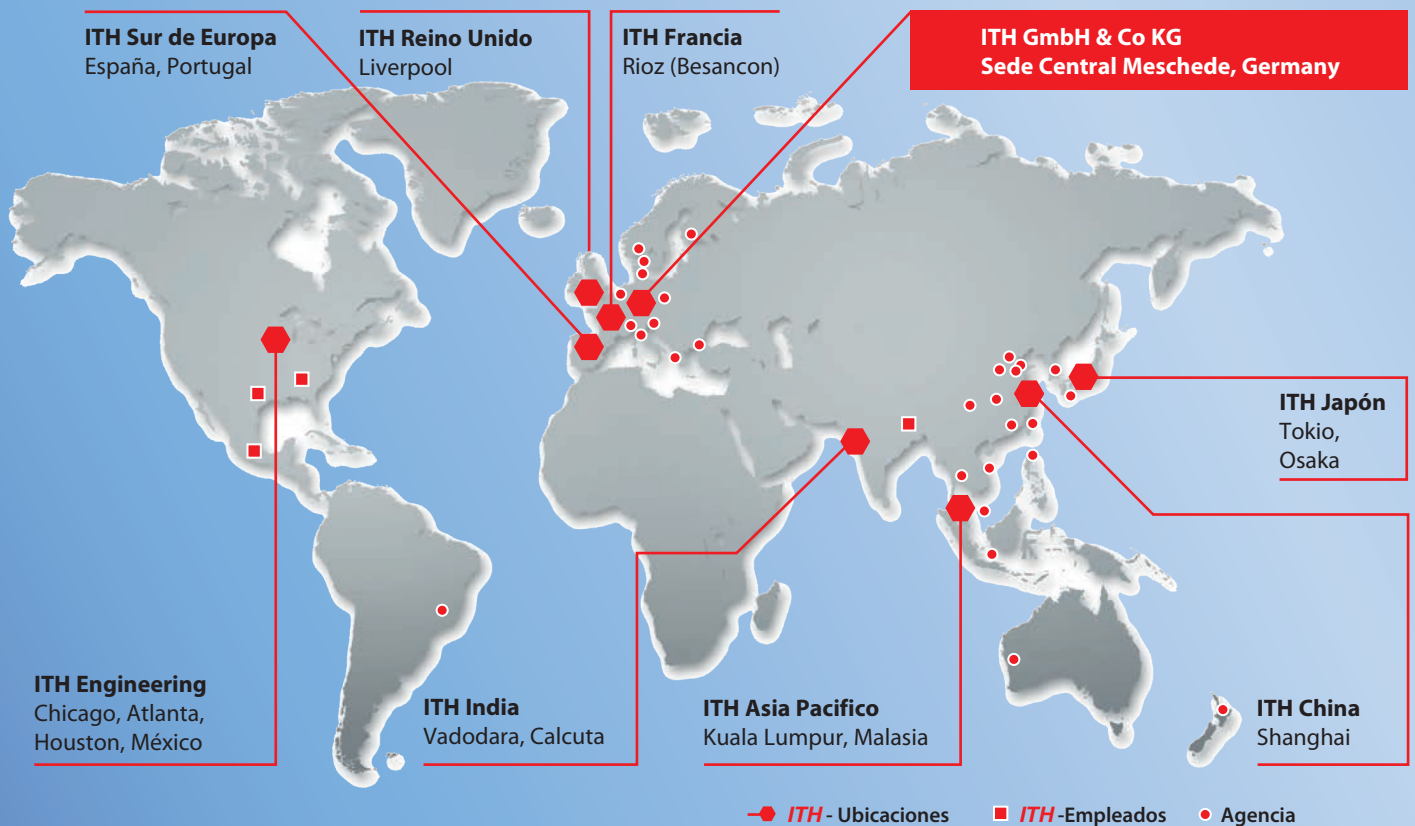 ITH Sur de Europa
España, Portugal
ITH Reino Unido
Liverpool
ITH Francia
Rioz (Besancon)
ITH GmbH & Co KG
Sede Central Meschede, Germany
ITH Japón
Tokio,
Osaka
ITH Engineering
Chicago, Atlanta,
Houston, México
ITH India
Vadodara, Calcuta
ITH Asia Pacifico
Kuala Lumpur, Malasia
ITH China
Shanghai
ITH - Ubicaciones
ITH -Empleados
Agencia